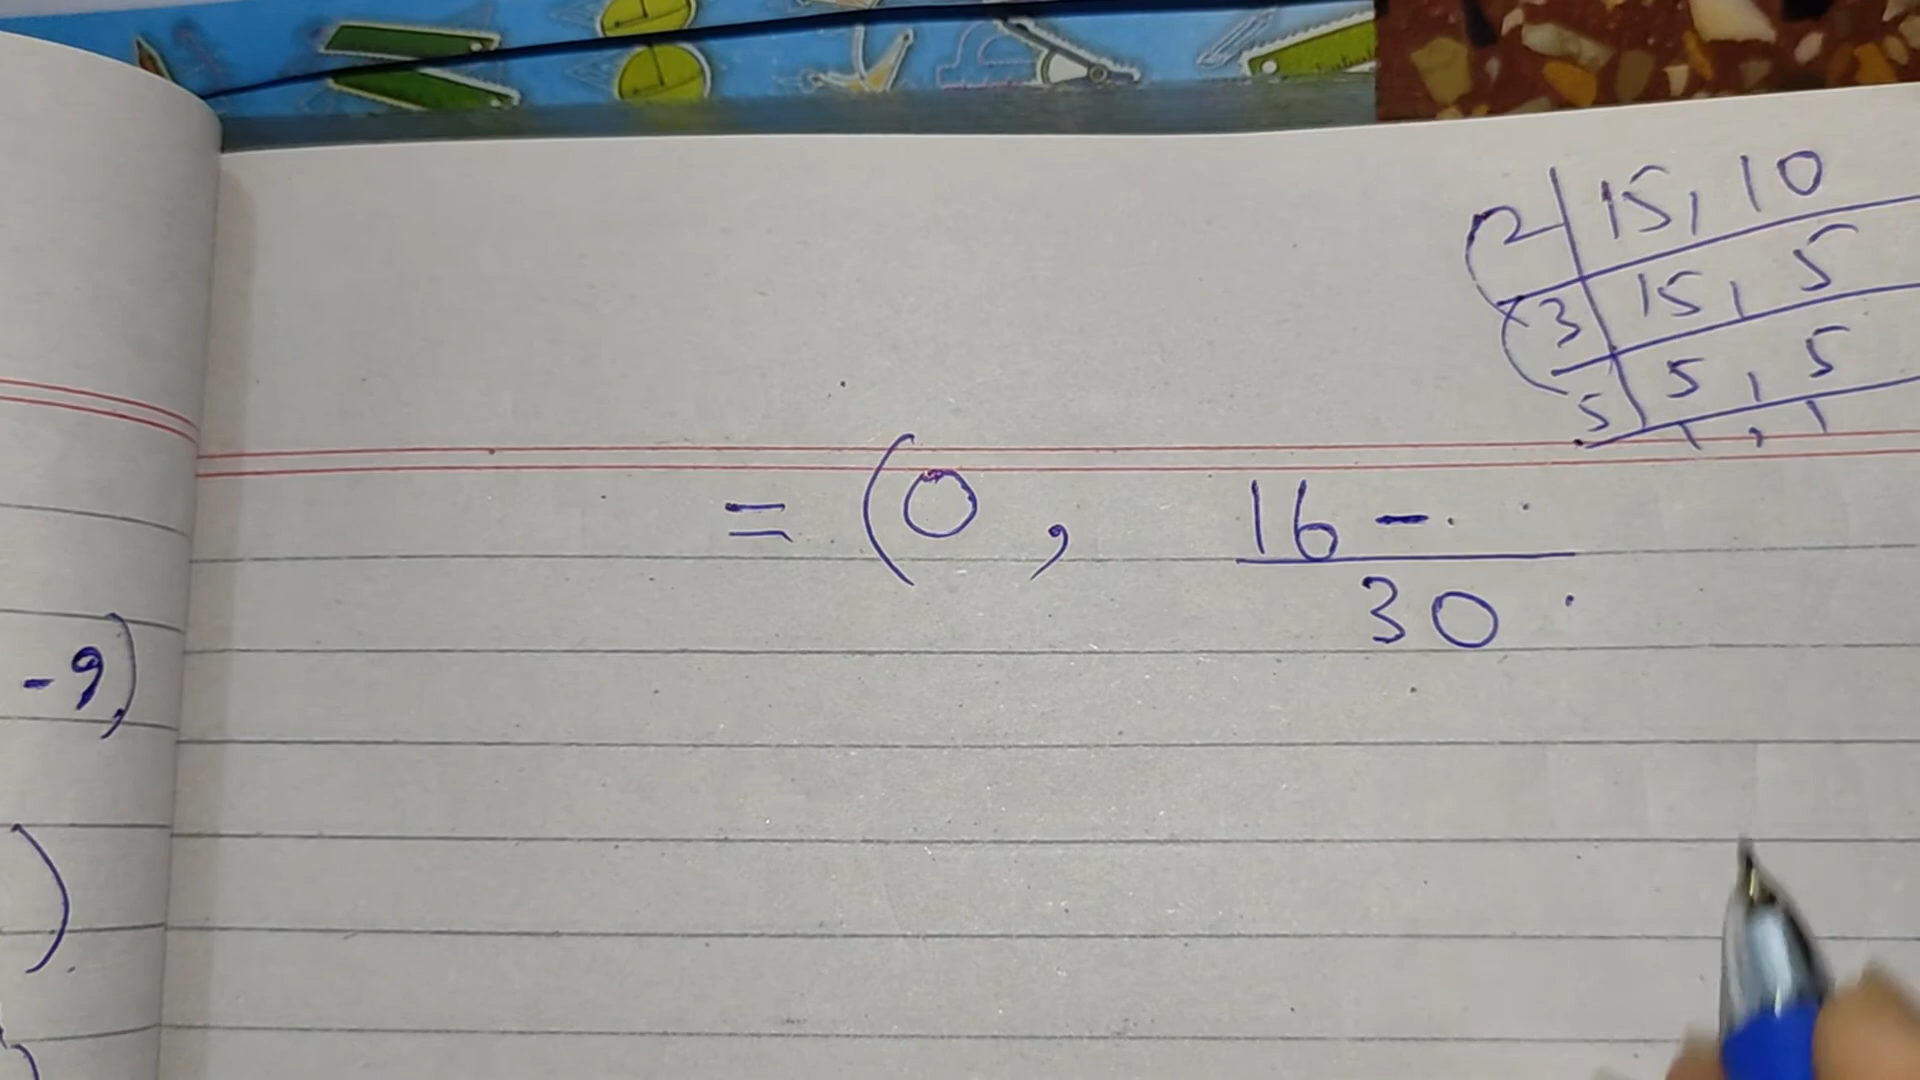 2 | 15, 10
3 | 15, 5
5 | 5, 5
1, 1
= (0, 16 -
30
-9)
)